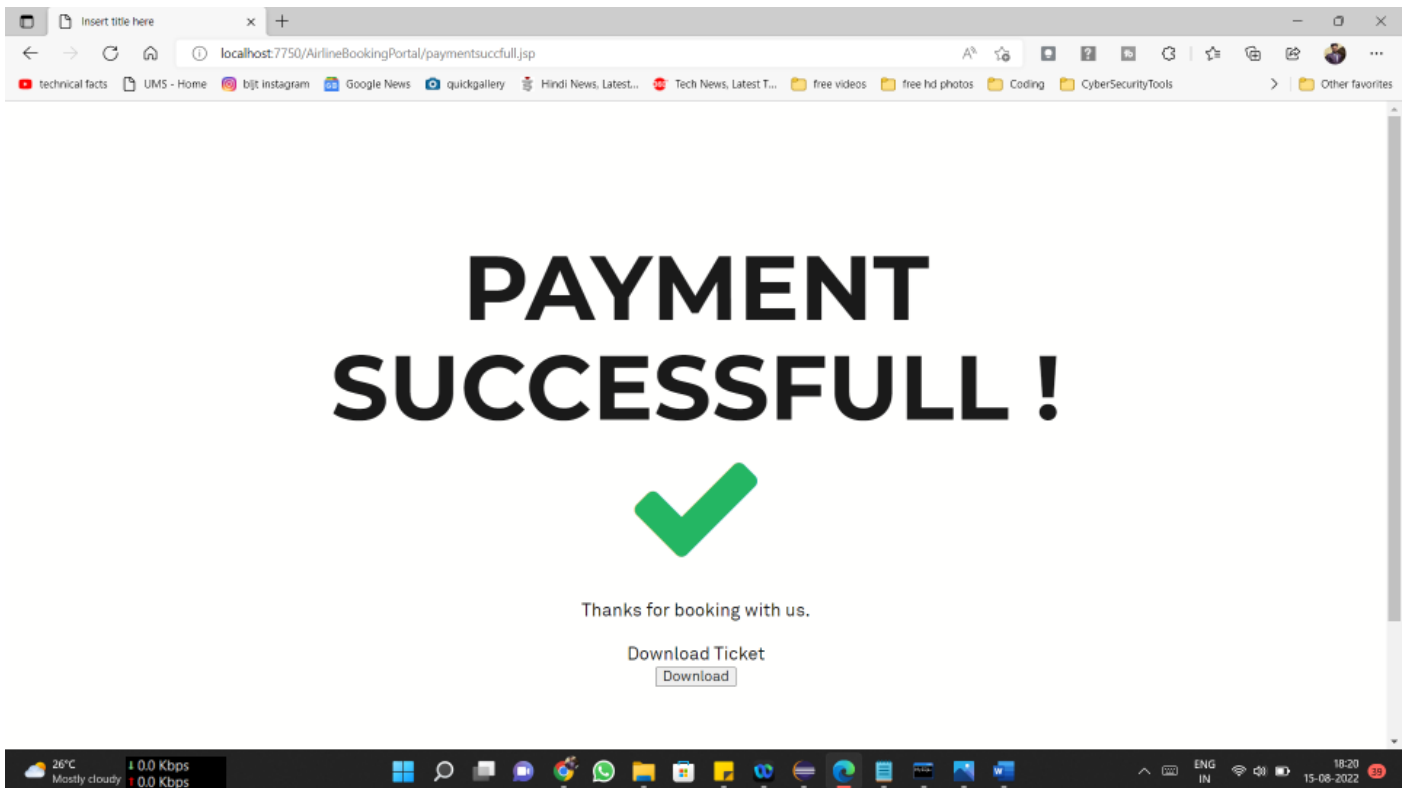 Insert title here
localhost:7750/AirlineBookingPortal/paymentsuccfull.jsp
technical facts UMS - Home bijt instagram Google News quickgallery Hindi News, Latest... Tech News, Latest T... free videos free hd photos Coding CyberSecurityTools Other favorites
PAYMENT
SUCCESSFULL !
Thanks for booking with us.
Download Ticket
Download
26°C
Mostly cloudy
0.0 Kbps
0.0 Kbps
ENG
IN
18:20
15-08-2022
39